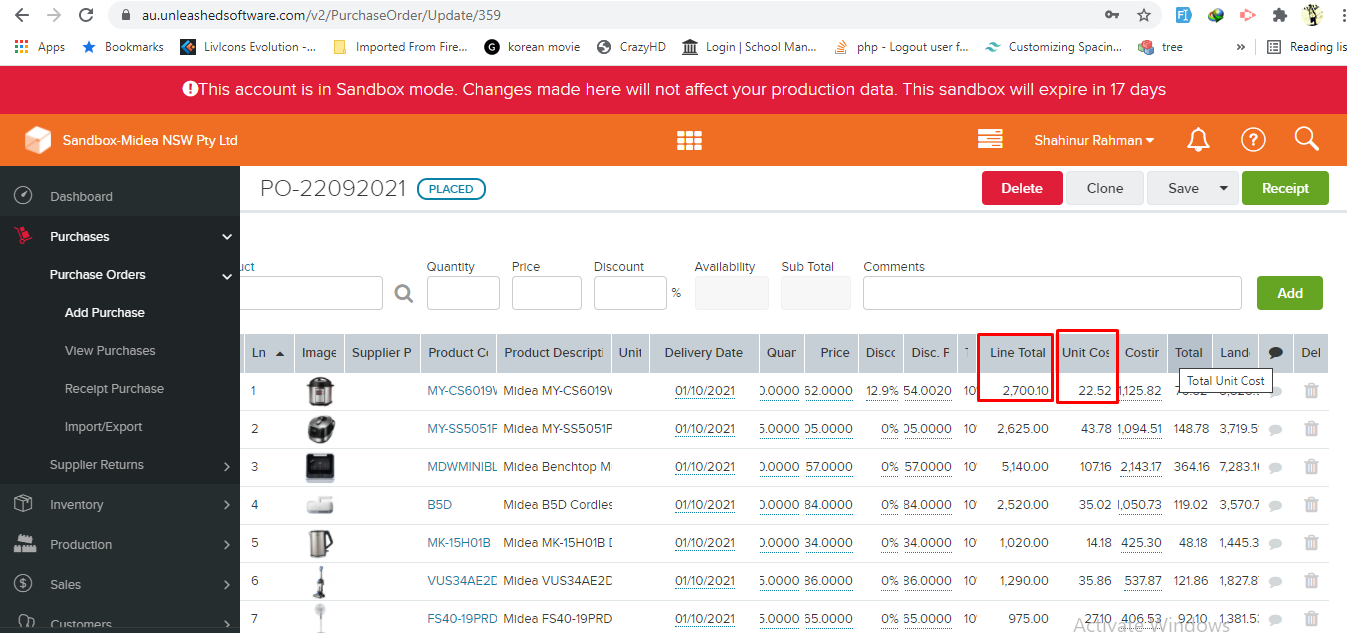 au.unleashedsoftware.com/v2/PurchaseOrder/Update/359
Apps Bookmarks LivIcons Evolution -... Imported From Fire... korean movie CrazyHD Login | School Man... php - Logout user f... Customizing Spacin... tree » Reading lis
This account is in Sandbox mode. Changes made here will not affect your production data. This sandbox will expire in 17 days
Sandbox-Midea NSW Pty Ltd Shahinur Rahman
Dashboard
Purchases
Purchase Orders
Add Purchase
View Purchases
Receipt Purchase
Import/Export
Supplier Returns
Inventory
Production
Sales
Customers
PO-22092021 PLACED Delete Clone Save Receipt
uct Quantity Price Discount Availability Sub Total Comments
% Add
Ln Image Supplier P Product Co Product Descripti Unit Delivery Date Quan Price Disco Disc. F Line Total Unit Cos Costin Total Lande Del
1 MY-CS6019W Midea MY-CS6019W 01/10/2021 0.0000 62.0000 12.9% 54.0020 10 2,700.10 22.52 1,125.82
Total Unit Cost
2 MY-SS5051P Midea MY-SS5051P 01/10/2021 5.0000 05.0000 0% 05.0000 10 2,625.00 43.78 1,094.51 148.78 3,719.5
3 MDWMINIBL Midea Benchtop M 01/10/2021 0.0000 57.0000 0% 57.0000 10 5,140.00 107.16 2,143.17 364.16 7,283.1
4 B5D Midea B5D Cordles 01/10/2021 0.0000 84.0000 0% 84.0000 10 2,520.00 35.02 1,050.73 119.02 3,570.7
5 MK-15H01B Midea MK-15H01B 01/10/2021 0.0000 34.0000 0% 34.0000 10 1,020.00 14.18 425.30 48.18 1,445.3
6 VUS34AE2D Midea VUS34AE2D 01/10/2021 5.0000 86.0000 0% 86.0000 10 1,290.00 35.86 537.87 121.86 1,827.8
7 FS40-19PRD Midea FS40-19PRD 01/10/2021 5.0000 65.0000 0% 65.0000 10 975.00 27.10 406.53 92.10 1,381.5
Activate Windows